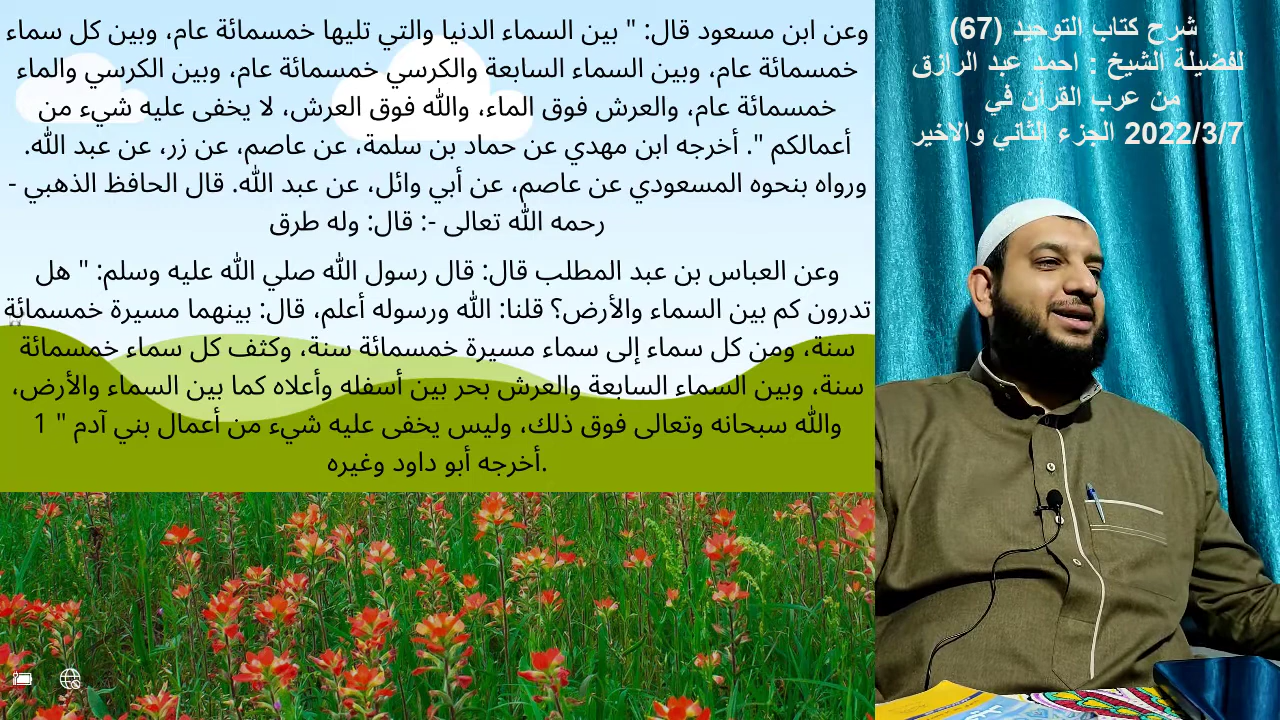 شرح كتاب التوحيد (67)
لفضيلة الشيخ : احمد عبد الرازق
من عرب القرآن في
2022/3/7 الجزء الثاني والاخير
وعن ابن مسعود قال: " بين السماء الدنيا والتي تليها خمسمائة عام، وبين كل سماء
خمسمائة عام، وبين السماء السابعة والكرسي خمسمائة عام، وبين الكرسي والماء
خمسمائة عام، والعرش فوق الماء، والله فوق العرش، لا يخفى عليه شيء من
أعمالكم ". أخرجه ابن مهدي عن حماد بن سلمة، عن عاصم، عن زر، عن عبد الله.
ورواه بنحوه المسعودي عن عاصم، عن أبي وائل، عن عبد الله. قال الحافظ الذهبي -
رحمه الله تعالى -: قال: وله طرق
وعن العباس بن عبد المطلب قال: قال رسول الله صلي الله عليه وسلم: " هل
تدرون كم بين السماء والأرض؟ قلنا: الله ورسوله أعلم، قال: بينهما مسيرة خمسمائة
سنة، ومن كل سماء إلى سماء مسيرة خمسمائة سنة، وكثف كل سماء خمسمائة
سنة، وبين السماء السابعة والعرش بحر بين أسفله وأعلاه كما بين السماء والأرض،
والله سبحانه وتعالى فوق ذلك، وليس يخفى عليه شيء من أعمال بني آدم " 1
.أخرجه أبو داود وغيره